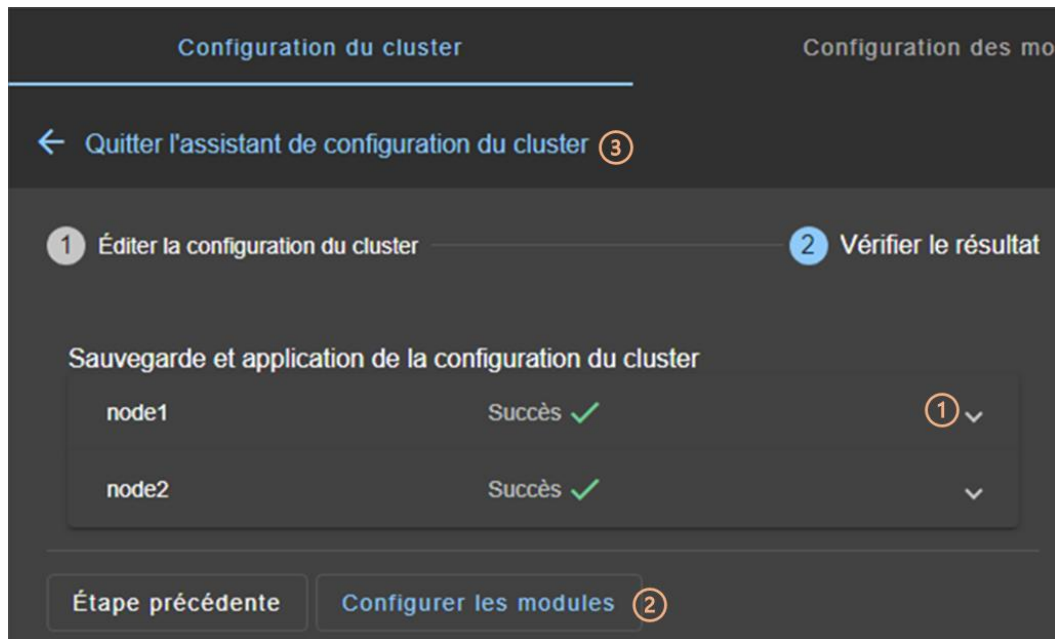 Configuration du cluster
Configuration des mo
← Quitter l'assistant de configuration du cluster ③
1 Éditer la configuration du cluster
2 Vérifier le résultat
Sauvegarde et application de la configuration du cluster
node1 Succès ①
node2 Succès
Étape précédente
Configurer les modules ②